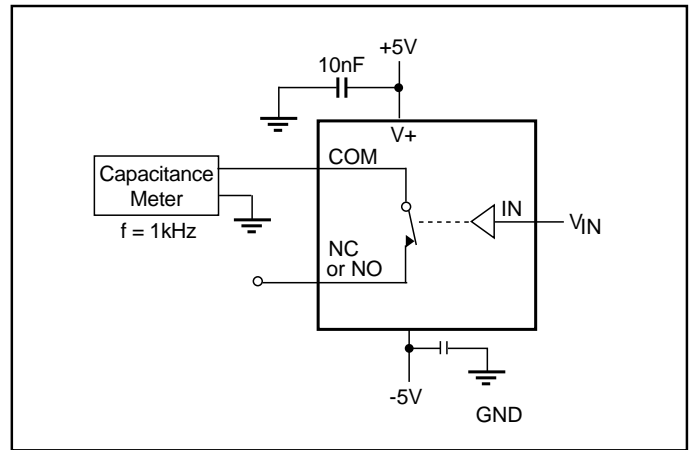 +5V
10nF
V+
COM
Capacitance
Meter
f = 1kHz
IN
VIN
NC
or NO
-5V
GND